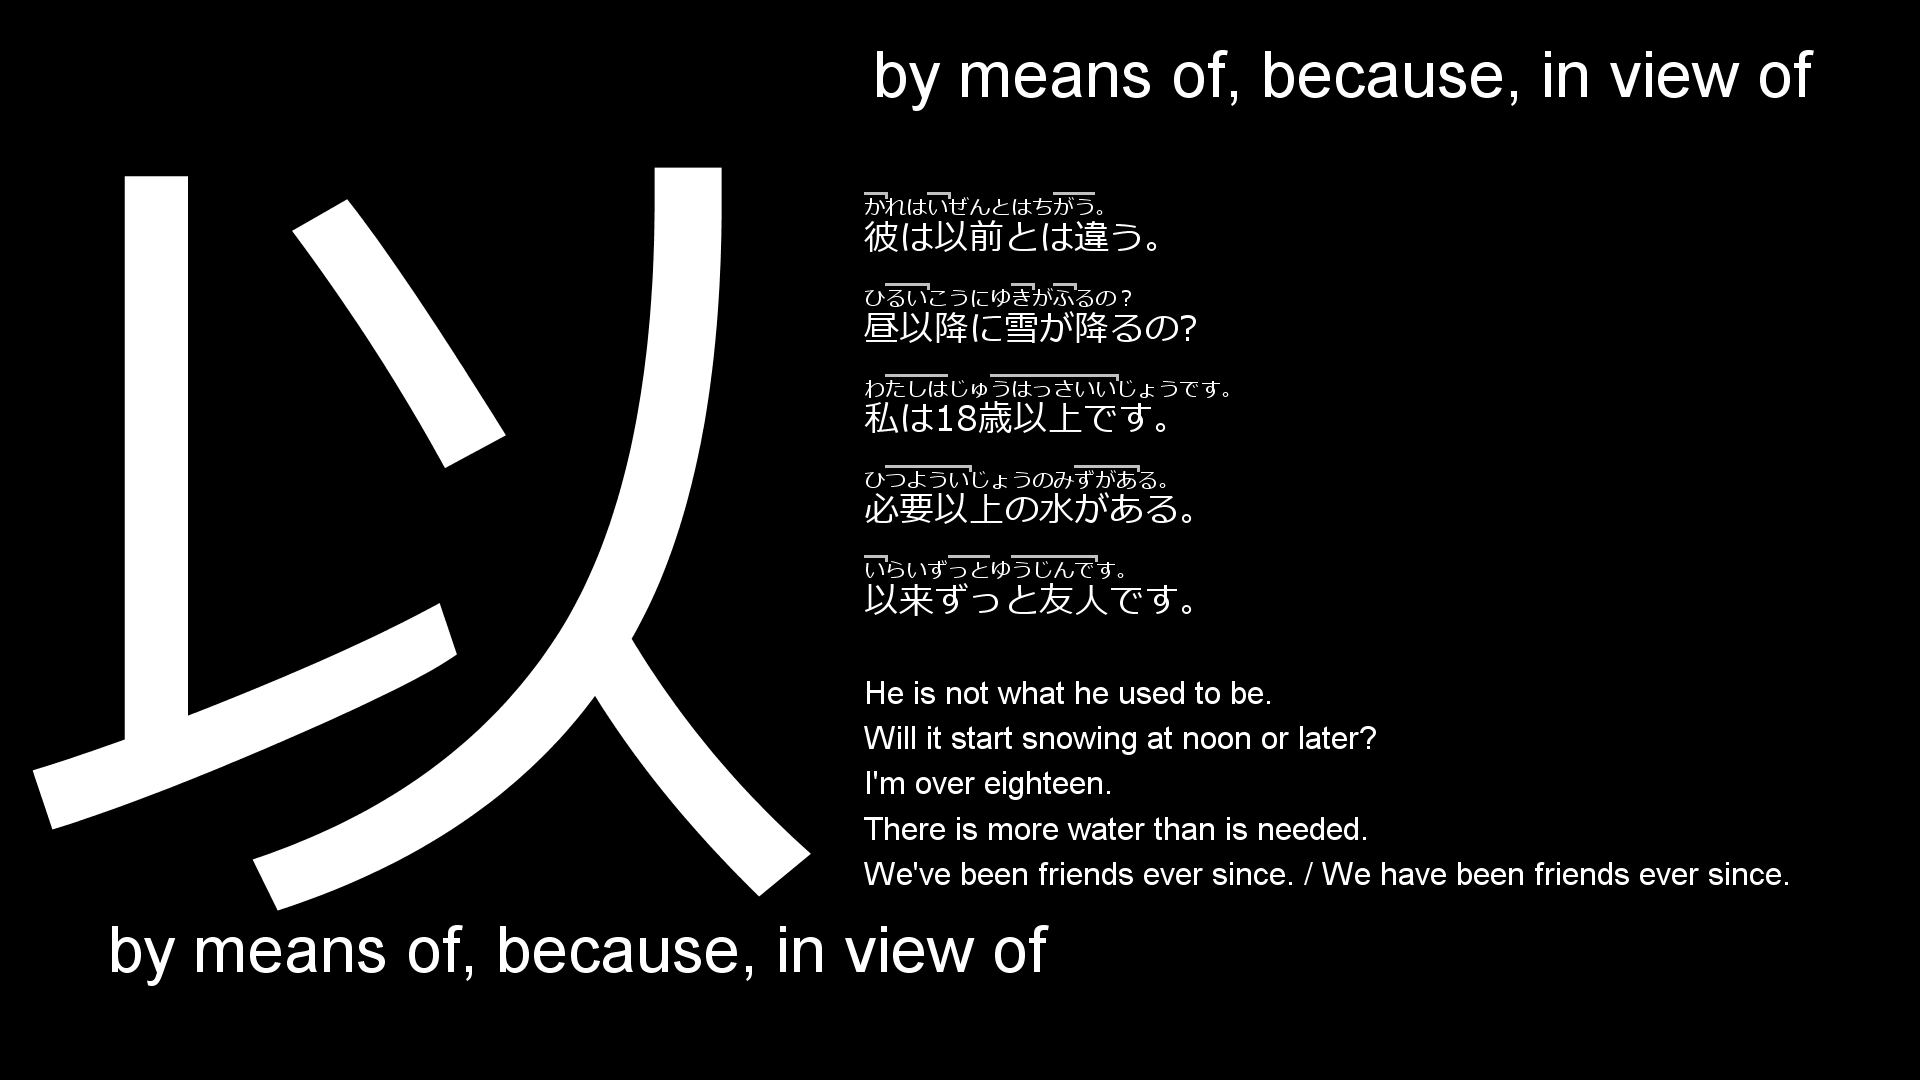 by means of, because, in view of
以
かれはいぜんとはちがう。
彼は以前とは違う。
ひるいこうにゆきがふるの？
昼以降に雪が降るの?
わたしはじゅうはっさいいじょうです。
私は18歳以上です。
ひつよういじょうのみずがある。
必要以上の水がある。
いらいずっとゆうじんです。
以来ずっと友人です。
He is not what he used to be.
Will it start snowing at noon or later?
I'm over eighteen.
There is more water than is needed.
We've been friends ever since. / We have been friends ever since.
by means of, because, in view of